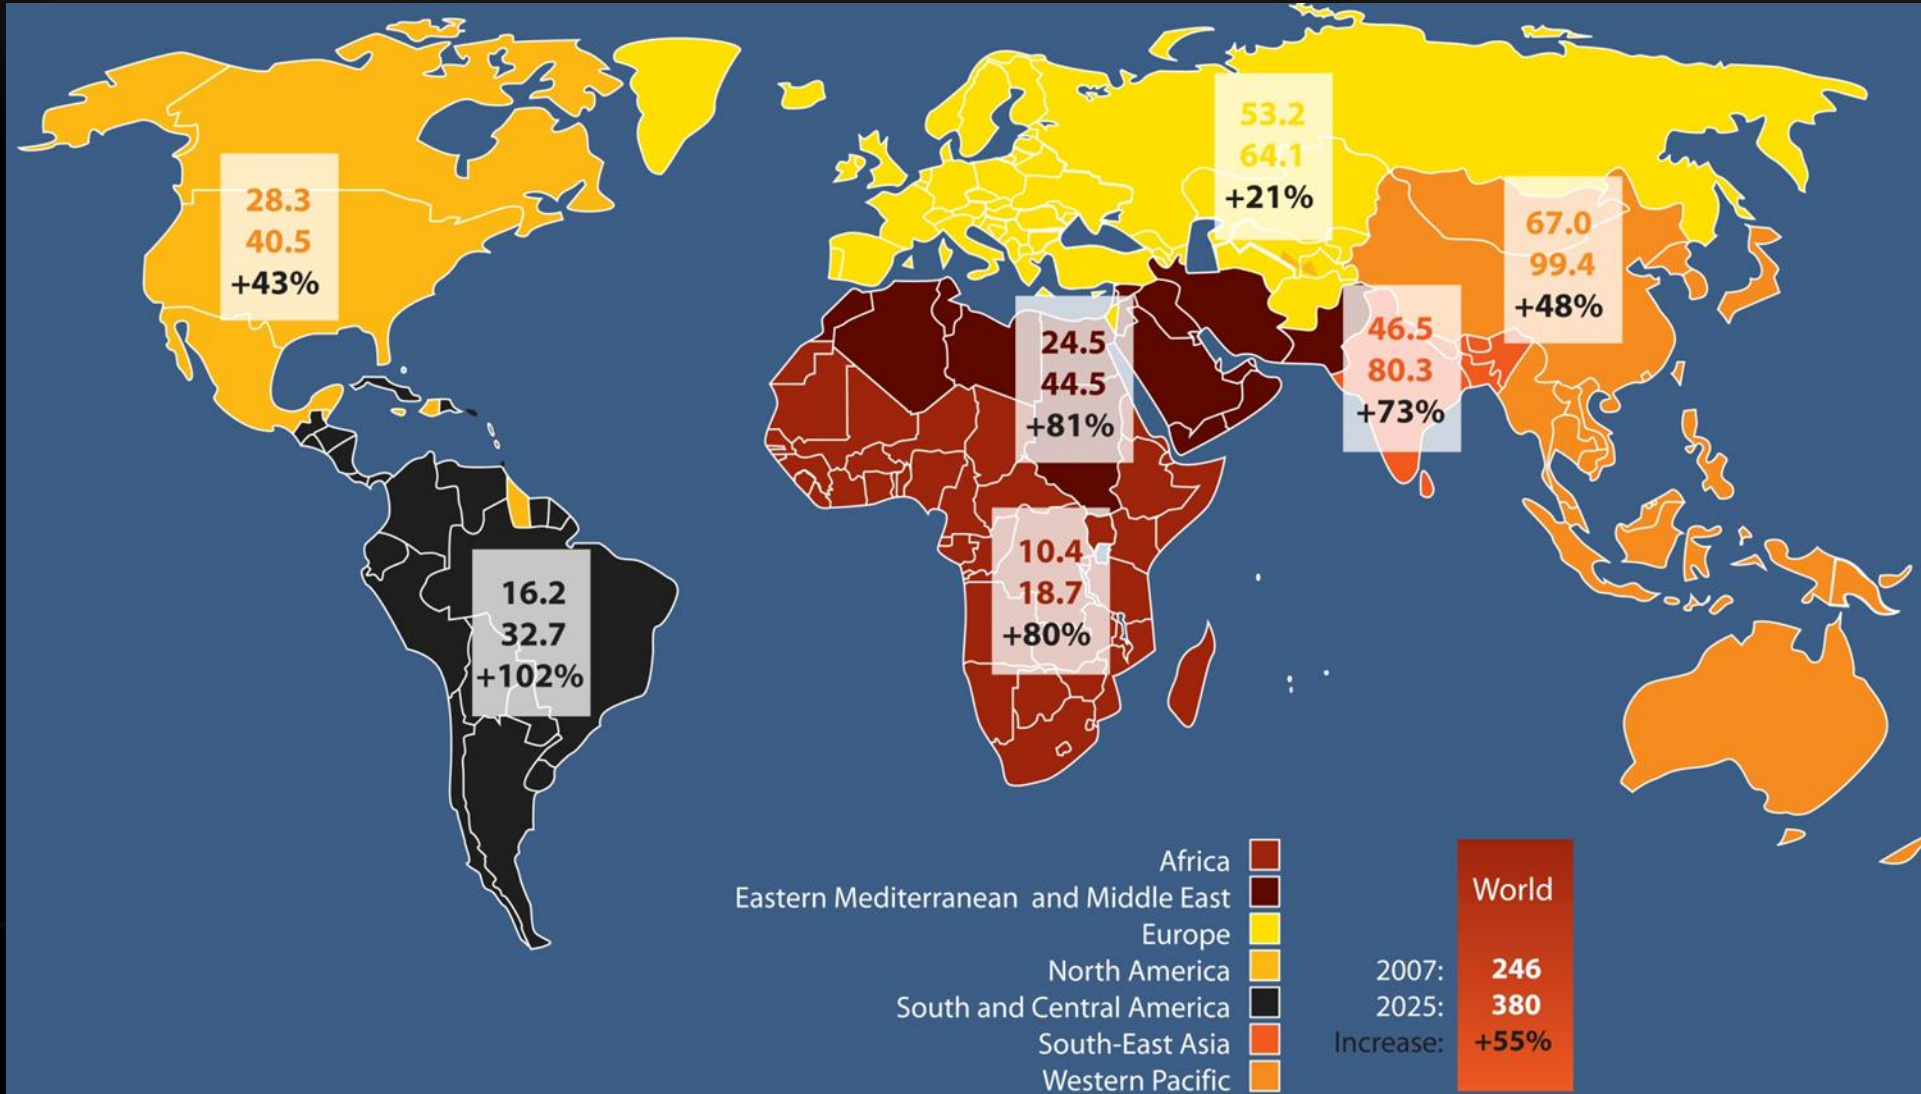 53.2
64.1
+21%
28.3
40.5
+43%
67.0
99.4
+48%
24.5
44.5
+81%
46.5
80.3
+73%
10.4
18.7
+80%
16.2
32.7
+102%
Africa
Eastern Mediterranean and Middle East
Europe
North America
South and Central America
South-East Asia
Western Pacific
World
2007: 246
2025: 380
Increase: +55%